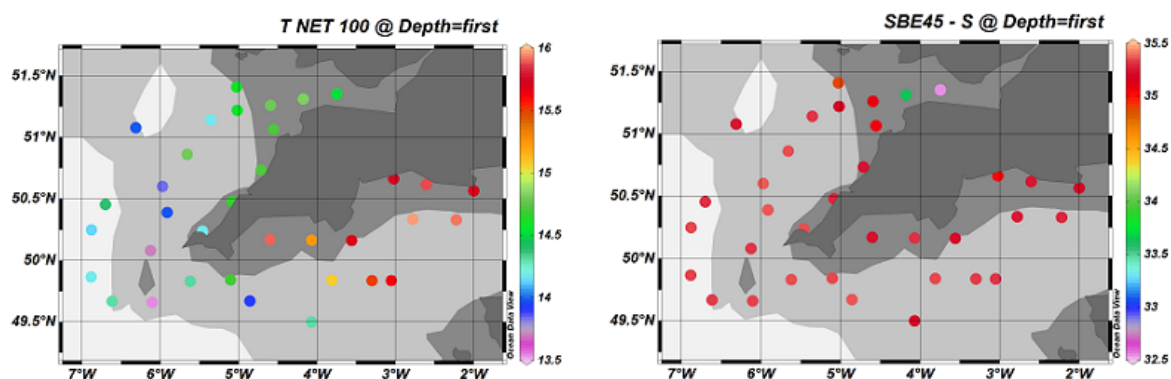 T NET 100 @ Depth=first
51.5°N
51°N
50.5°N
50°N
49.5°N
7°W 6°W 5°W 4°W 3°W 2°W
16
15.5
15
14.5
14
13.5
Ocean Data View
SBE45 - S @ Depth=first
51.5°N
51°N
50.5°N
50°N
49.5°N
7°W 6°W 5°W 4°W 3°W 2°W
35.5
35
34.5
34
33.5
33
32.5
Ocean Data View